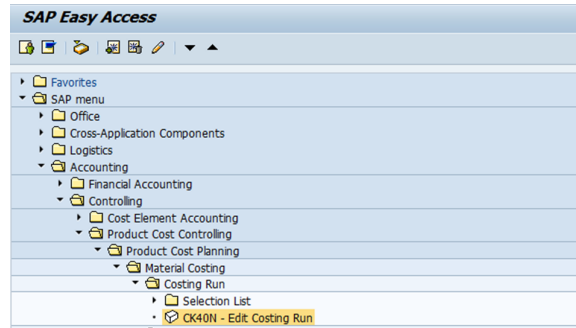 SAP Easy Access
Favorites
SAP menu
Office
Cross-Application Components
Logistics
Accounting
Financial Accounting
Controlling
Cost Element Accounting
Product Cost Controlling
Product Cost Planning
Material Costing
Costing Run
Selection List
CK40N - Edit Costing Run